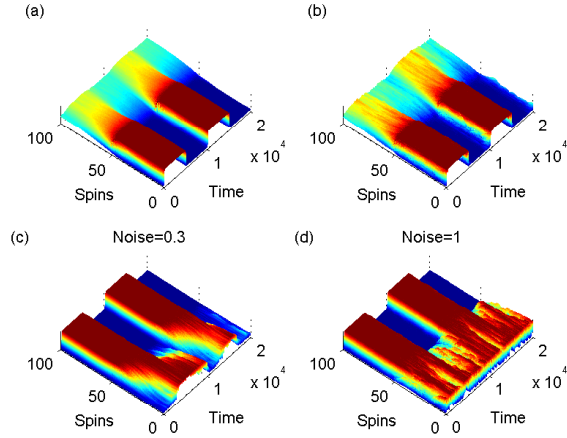 (a)
(b)
100
50
0
Spins
0
1
2
x 10^4
Time
100
50
0
Spins
0
1
2
x 10^4
Time
(c)
Noise=0.3
(d)
Noise=1
100
50
0
Spins
0
1
2
x 10^4
Time
100
50
0
Spins
0
1
2
x 10^4
Time